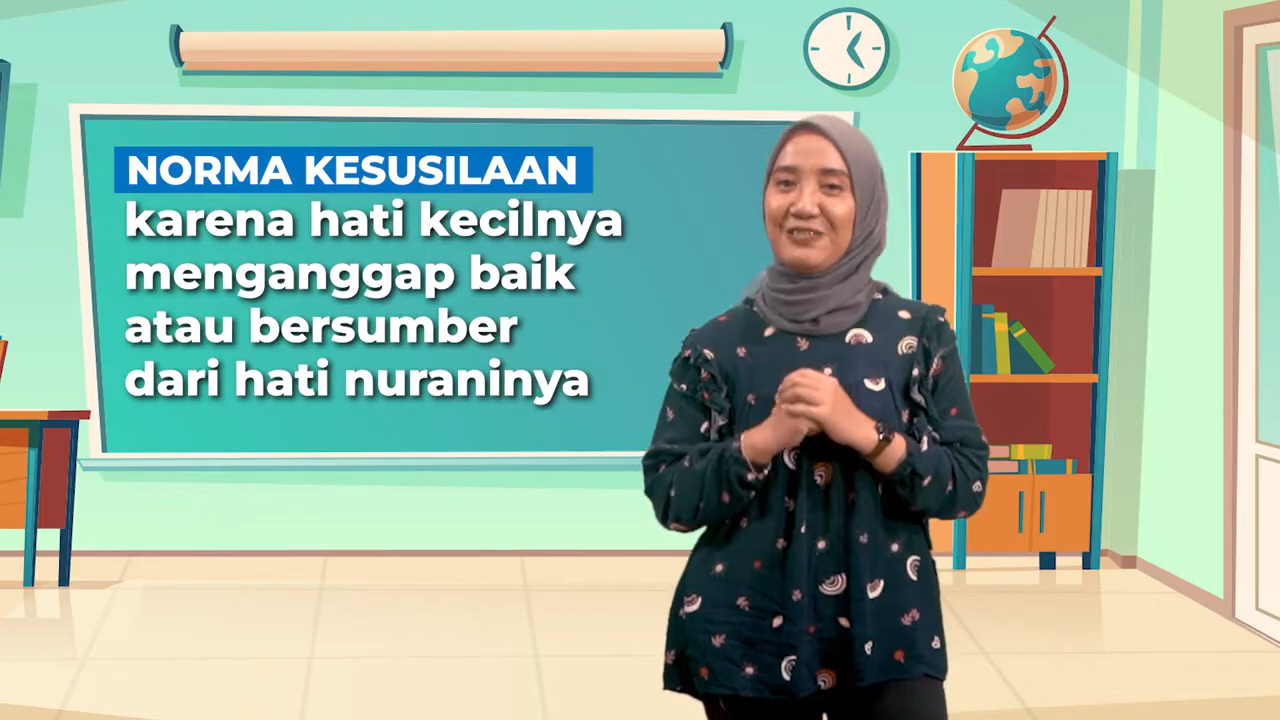 NORMA KESUSILAAN
karena hati kecilnya
menganggap baik
atau bersumber
dari hati nuraninya